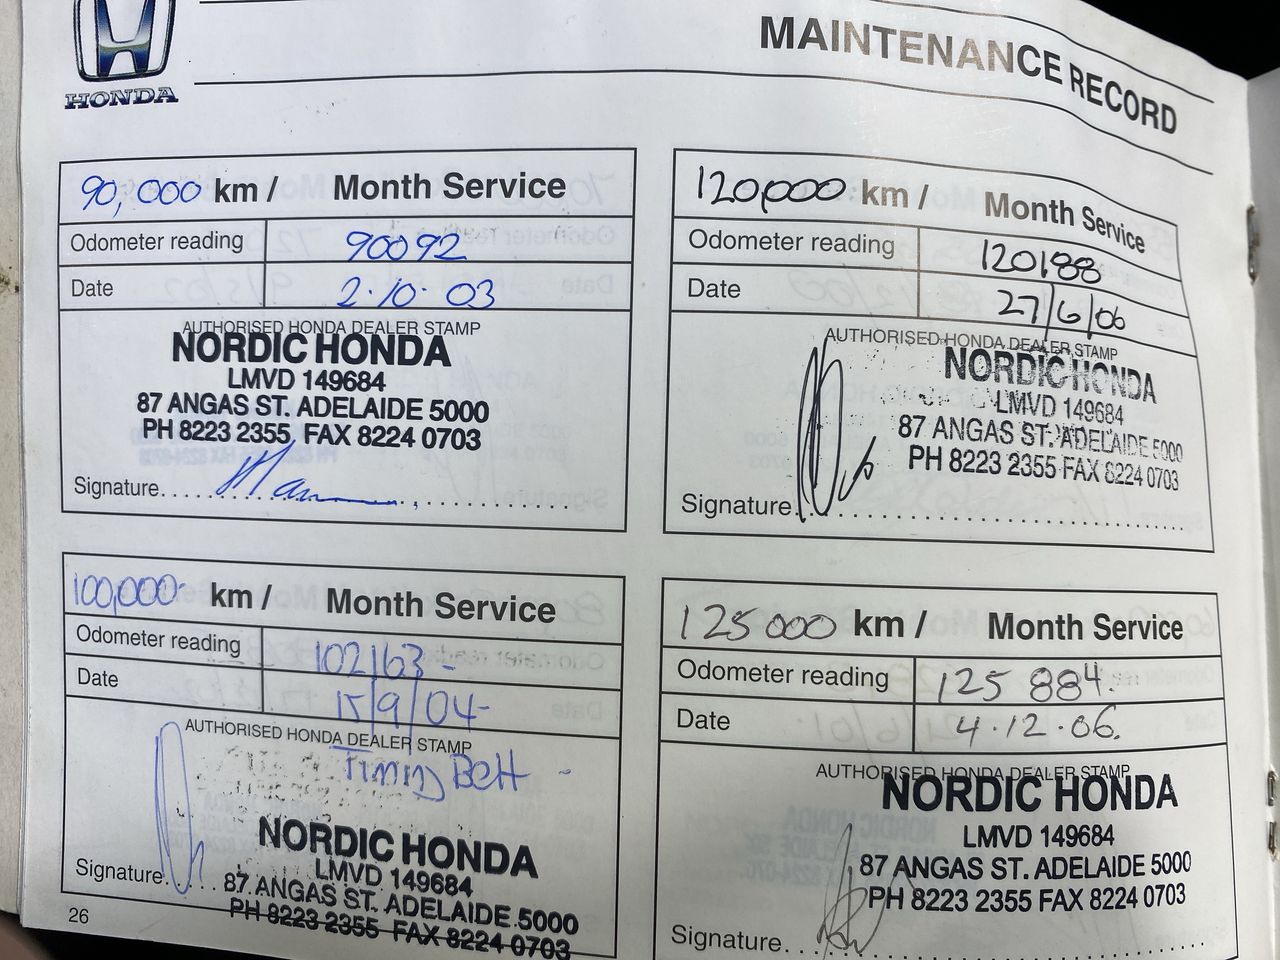 HONDA
MAINTENANCE RECORD
90,000 km / Month Service
Odometer reading 90092
Date 2·10·03
AUTHORISED HONDA DEALER STAMP
NORDIC HONDA
LMVD 149684
87 ANGAS ST. ADELAIDE 5000
PH 8223 2355 FAX 8224 0703
Signature
120,000 km / Month Service
Odometer reading 120188
Date 27/6/06
AUTHORISED HONDA DEALER STAMP
NORDIC HONDA
LMVD 149684
87 ANGAS ST. ADELAIDE 5000
PH 8223 2355 FAX 8224 0703
Signature
100,000- km / Month Service
Odometer reading 102163-
Date 15/9/04-
AUTHORISED HONDA DEALER STAMP
Timing Belt -
NORDIC HONDA
LMVD 149684
87 ANGAS ST. ADELAIDE 5000
PH 8223 2355 FAX 8224 0703
Signature
125000 km / Month Service
Odometer reading 125 884.
Date 4·12·06.
AUTHORISED HONDA DEALER STAMP
NORDIC HONDA
LMVD 149684
87 ANGAS ST. ADELAIDE 5000
PH 8223 2355 FAX 8224 0703
Signature
26